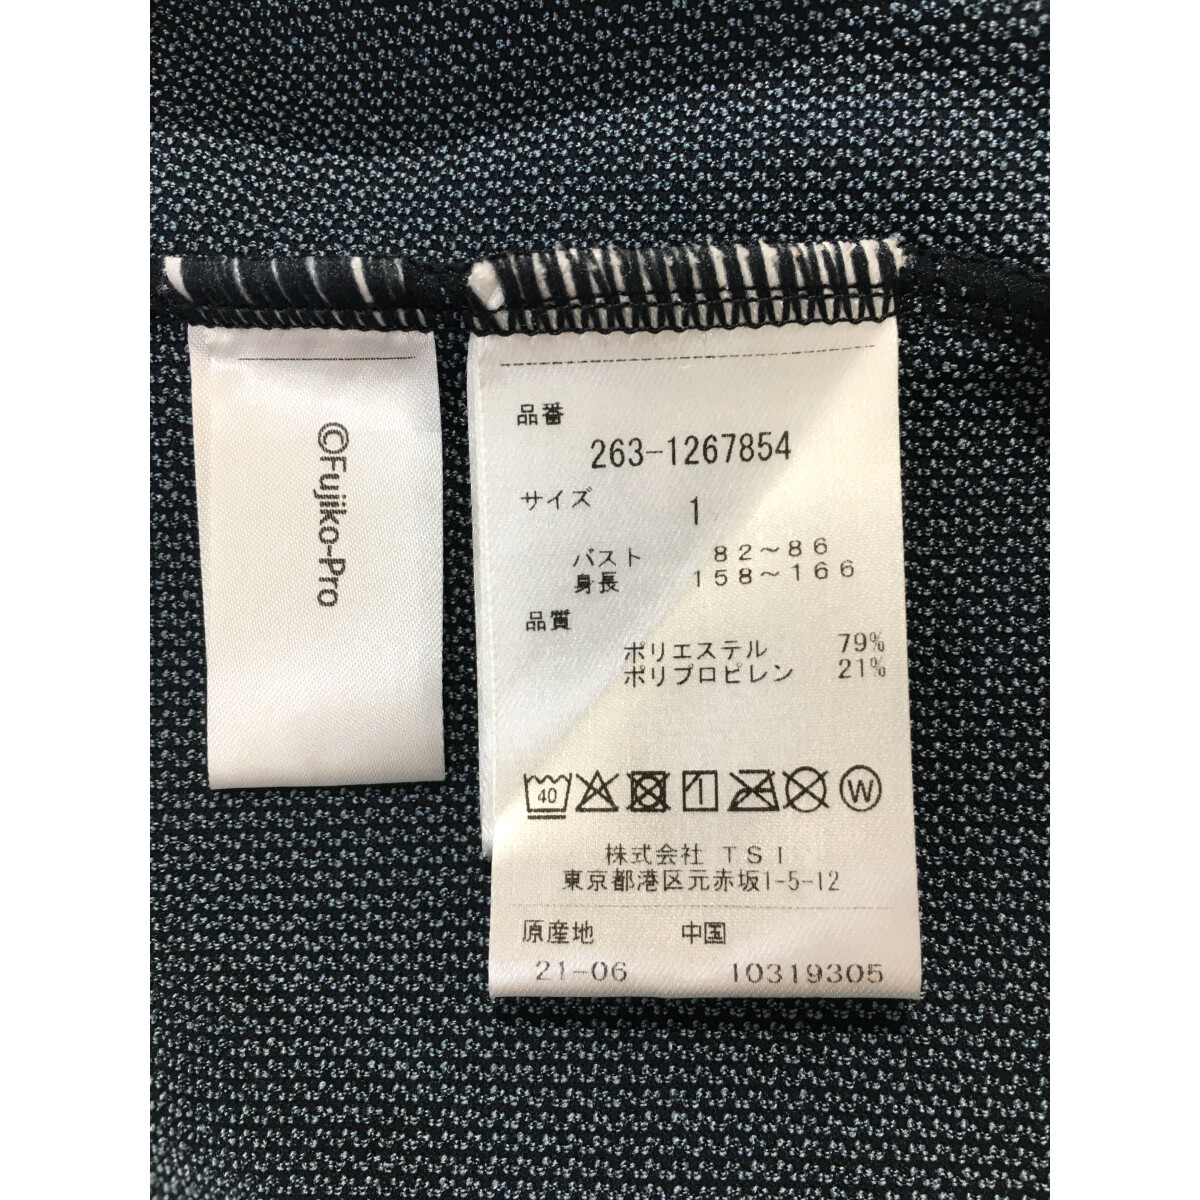 ©Fujiko-Pro
品番
263-1267854
サイズ 1
バスト 82~86
身長 158~166
品質
ポリエステル 79%
ポリプロピレン 21%
40 W
株式会社 TSI
東京都港区元赤坂1-5-12
原産地 中国
21-06 10319305